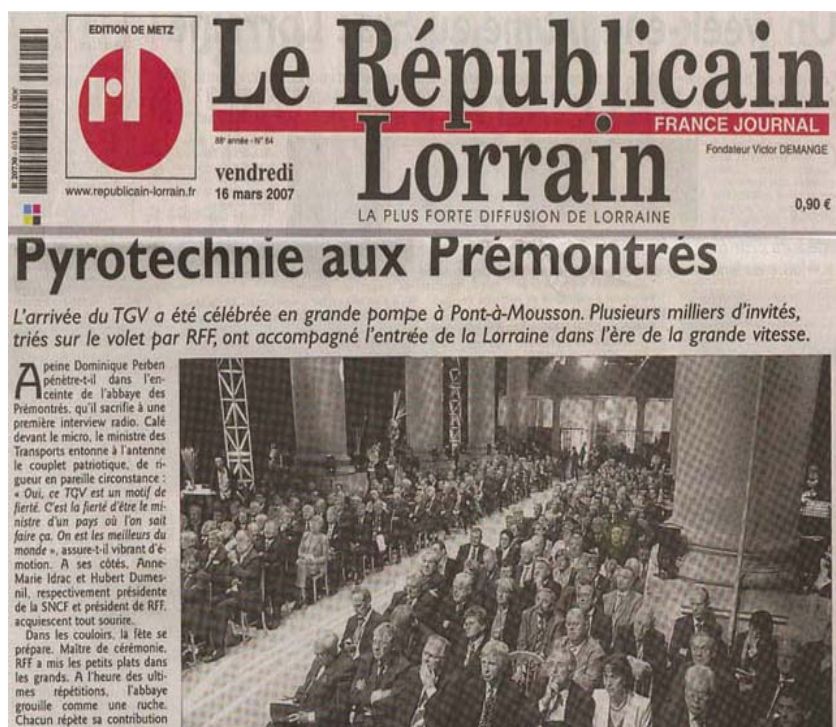 EDITION DE METZ
rl
www.republicain-lorrain.fr
88e année - N° 64
vendredi
16 mars 2007
Le Républicain
Lorrain
FRANCE JOURNAL
Fondateur Victor DEMANGE
LA PLUS FORTE DIFFUSION DE LORRAINE
0,90 €
Pyrotechnie aux Prémontrés
L'arrivée du TGV a été célébrée en grande pompe à Pont-à-Mousson. Plusieurs milliers d'invités,
triés sur le volet par RFF, ont accompagné l'entrée de la Lorraine dans l'ère de la grande vitesse.
A peine Dominique Perben
pénètre-t-il dans l'en-
ceinte de l'abbaye des
Prémontrés, qu'il sacrifie à une
première interview radio. Calé
devant le micro, le ministre des
Transports entonne à l'antenne
le couplet patriotique, de ri-
gueur en pareille circonstance :
« Oui, ce TGV est un motif de
fierté. C'est la fierté d'être le mi-
nistre d'un pays où l'on sait
faire ça. On est les meilleurs du
monde », assure-t-il vibrant d'é-
motion. A ses côtés, Anne-
Marie Idrac et Hubert Dumes-
nil, respectivement présidente
de la SNCF et président de RFF,
acquiescent tout sourire.
Dans les couloirs, la fête se
prépare. Maître de cérémonie,
RFF a mis les petits plats dans
les grands. A l'heure des ulti-
mes répétitions, l'abbaye
grouille comme une ruche.
Chacun répète sa contribution